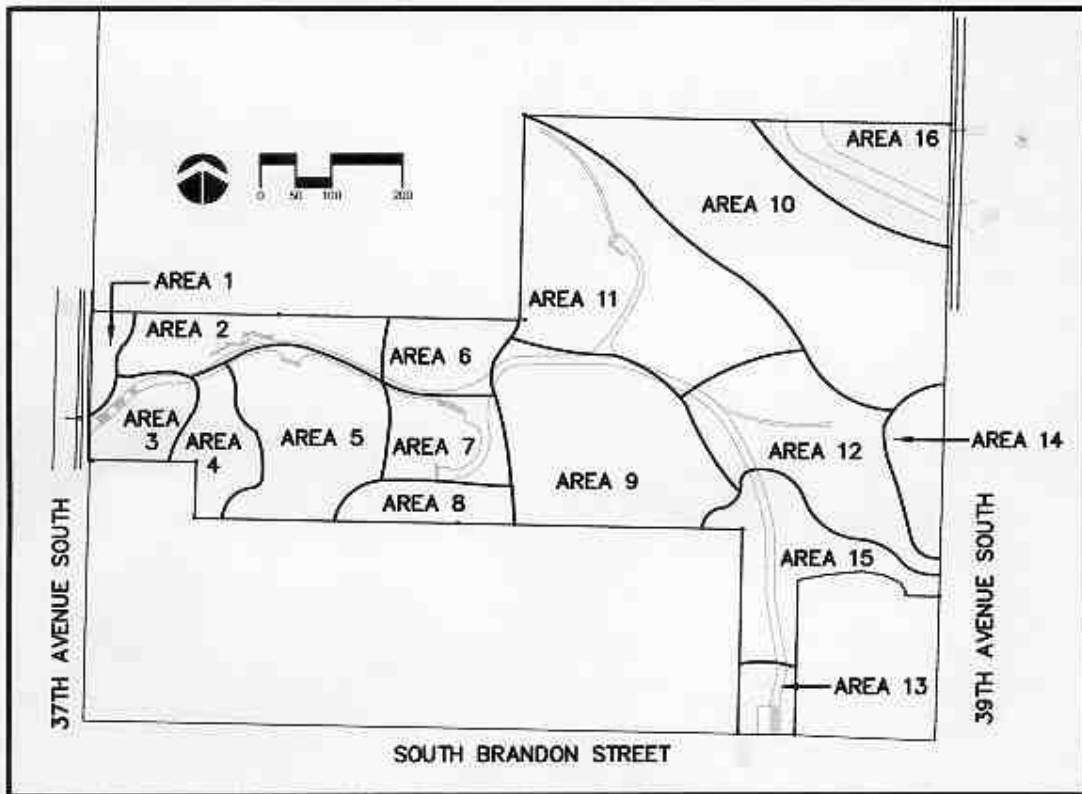 AREA 16
AREA 10
0 50 100 200
AREA 1
AREA 11
AREA 2
AREA 6
AREA
3
AREA
4
AREA 5
AREA 7
AREA 12
AREA 14
AREA 9
AREA 8
AREA 15
AREA 13
37TH AVENUE SOUTH
39TH AVENUE SOUTH
SOUTH BRANDON STREET